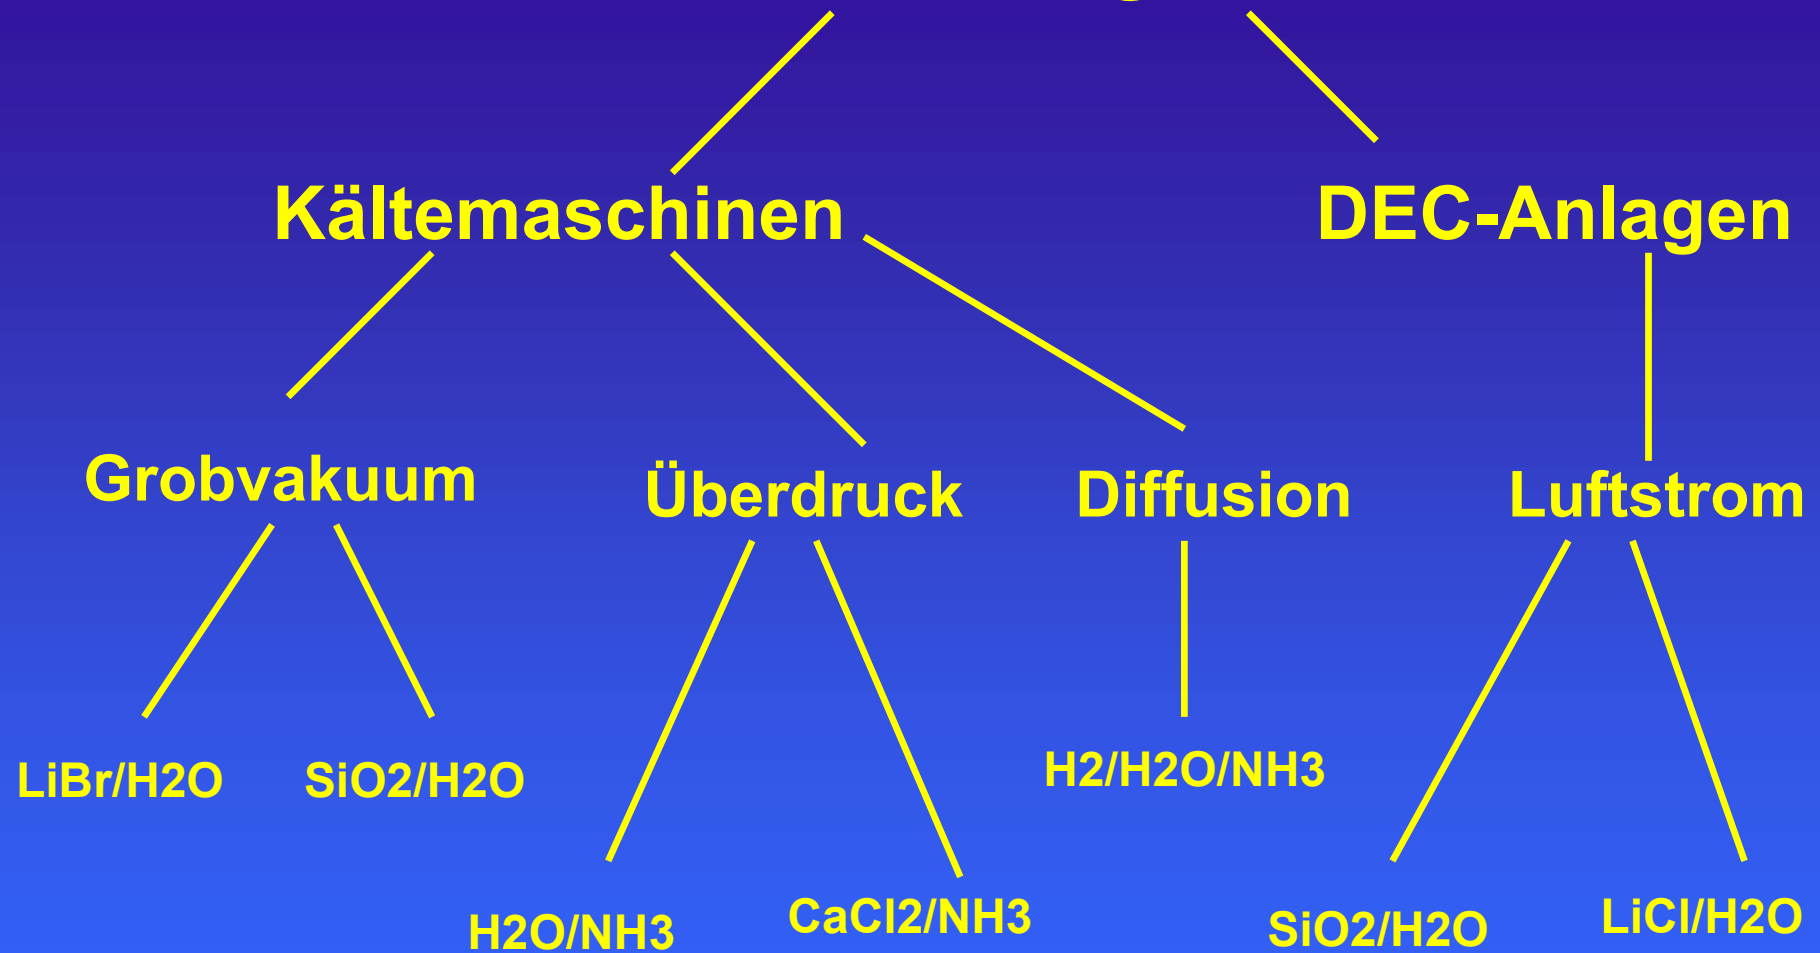 Kältemaschinen
DEC-Anlagen
Grobvakuum
Überdruck
Diffusion
Luftstrom
LiBr/H2O
SiO2/H2O
H2/H2O/NH3
H2O/NH3
CaCl2/NH3
SiO2/H2O
LiCl/H2O